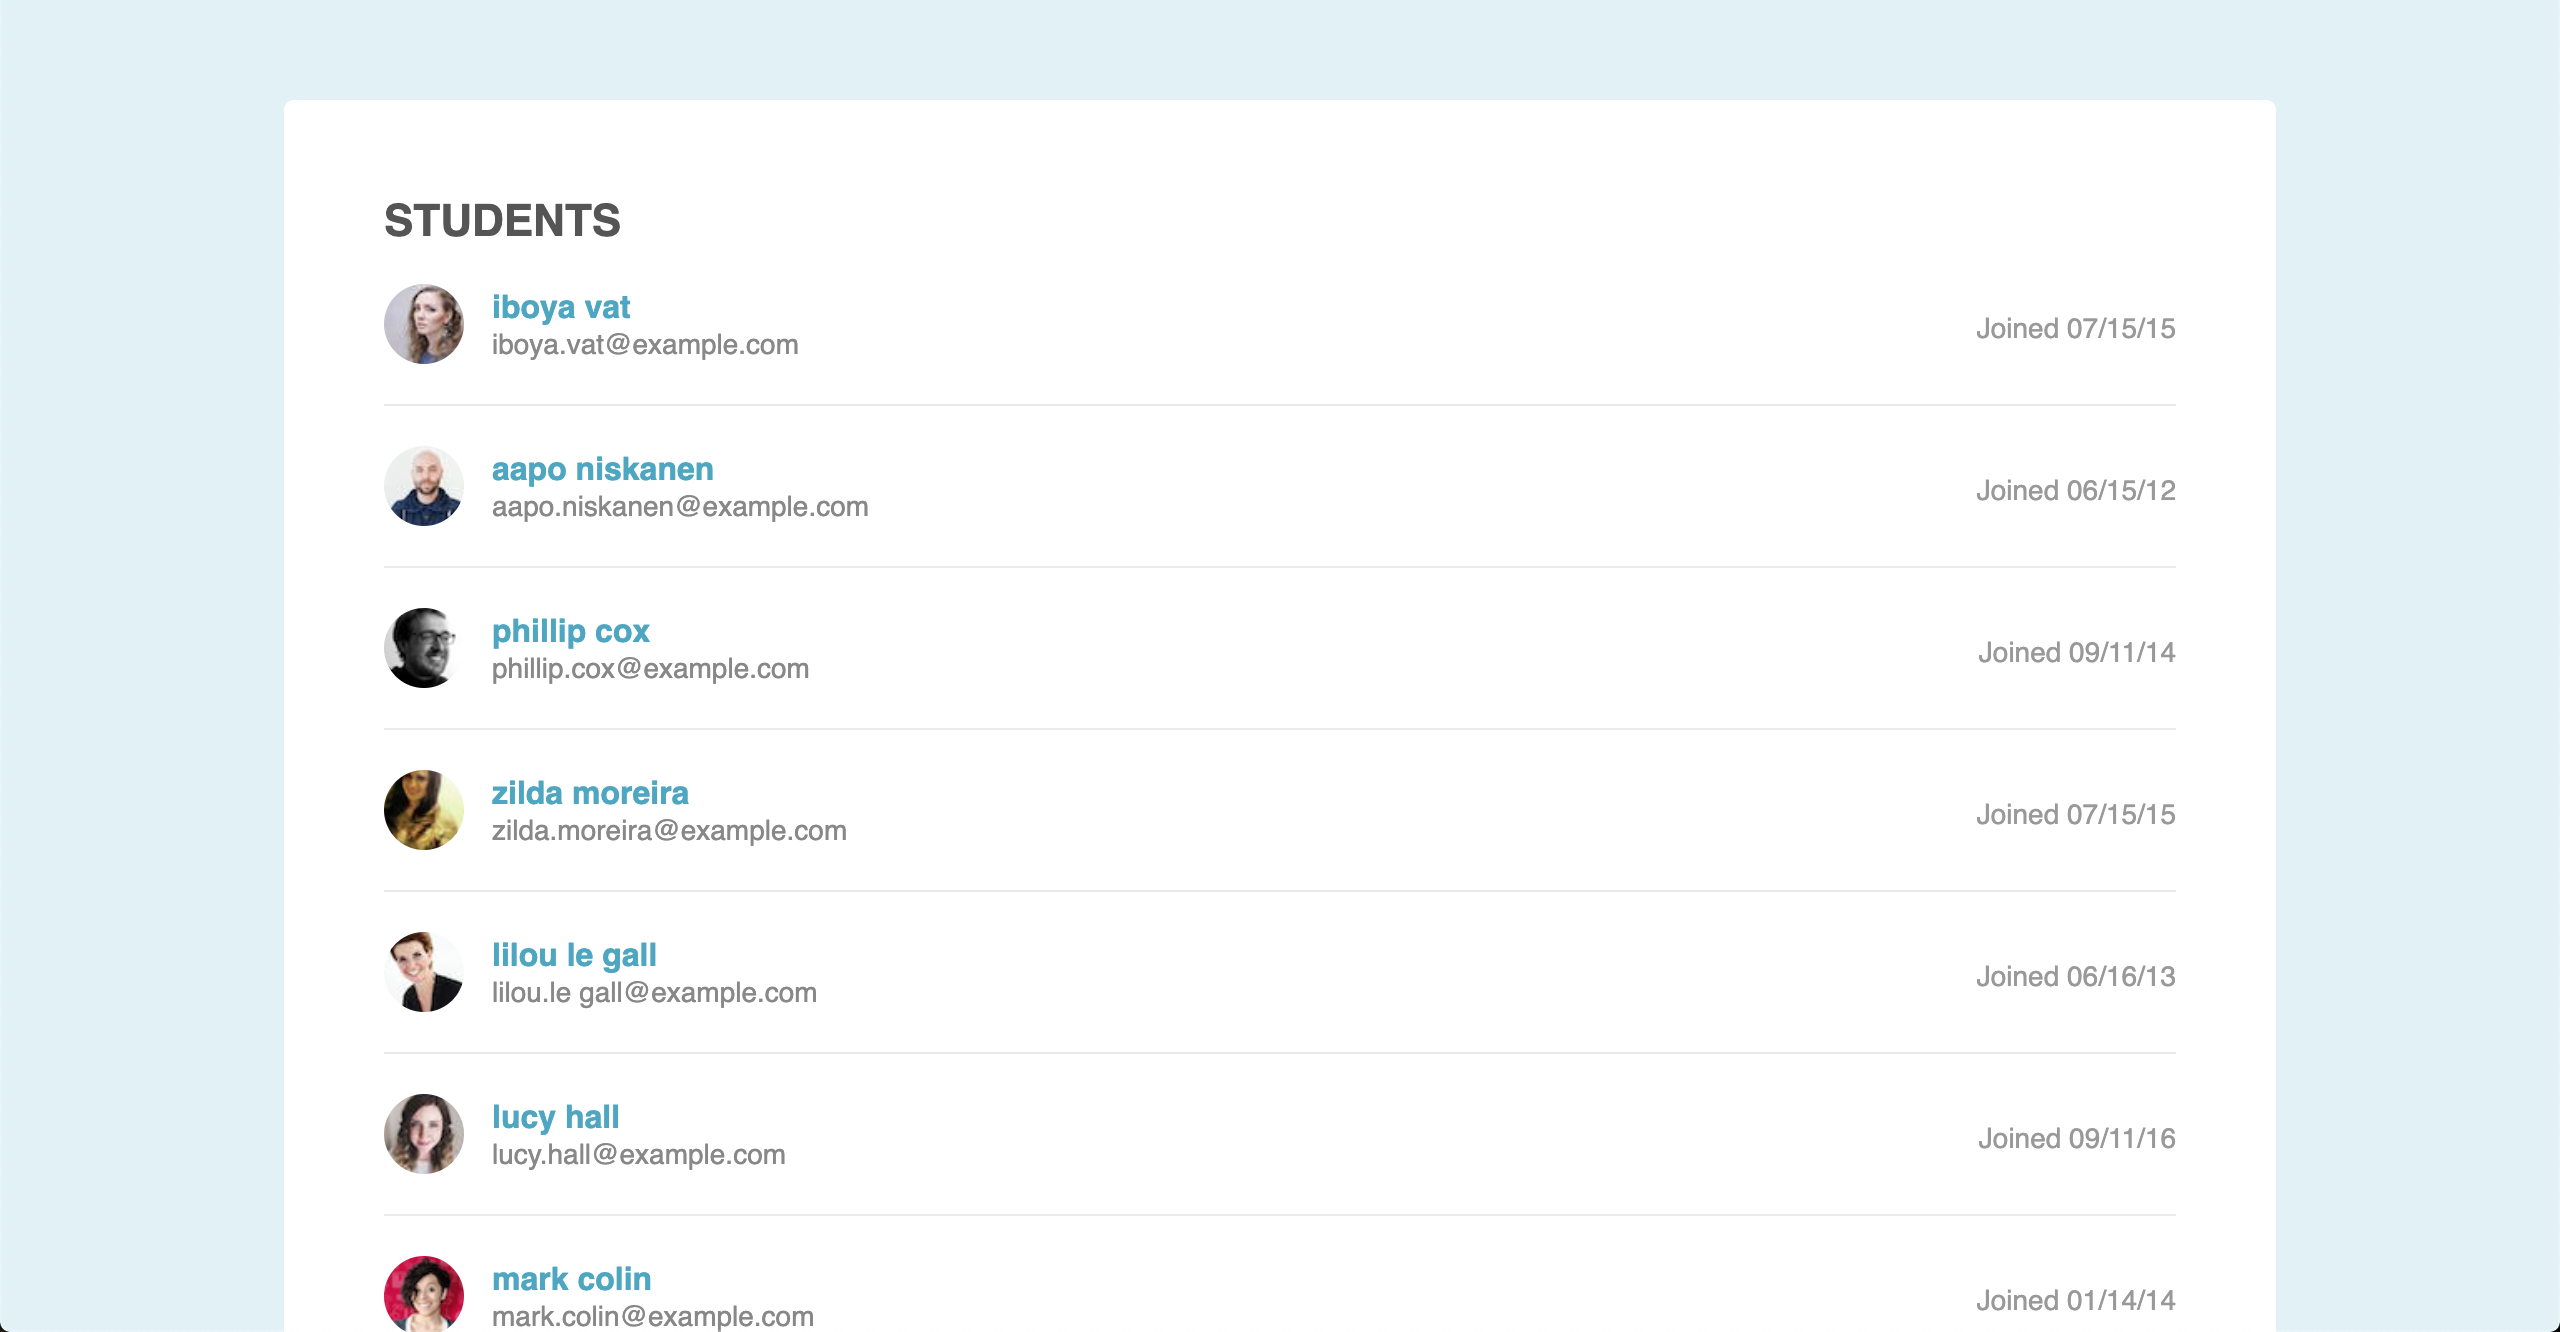 STUDENTS
iboya vat
iboya.vat@example.com
Joined 07/15/15
aapo niskanen
aapo.niskanen@example.com
Joined 06/15/12
phillip cox
phillip.cox@example.com
Joined 09/11/14
zilda moreira
zilda.moreira@example.com
Joined 07/15/15
lilou le gall
lilou.le gall@example.com
Joined 06/16/13
lucy hall
lucy.hall@example.com
Joined 09/11/16
mark colin
mark.colin@example.com
Joined 01/14/14